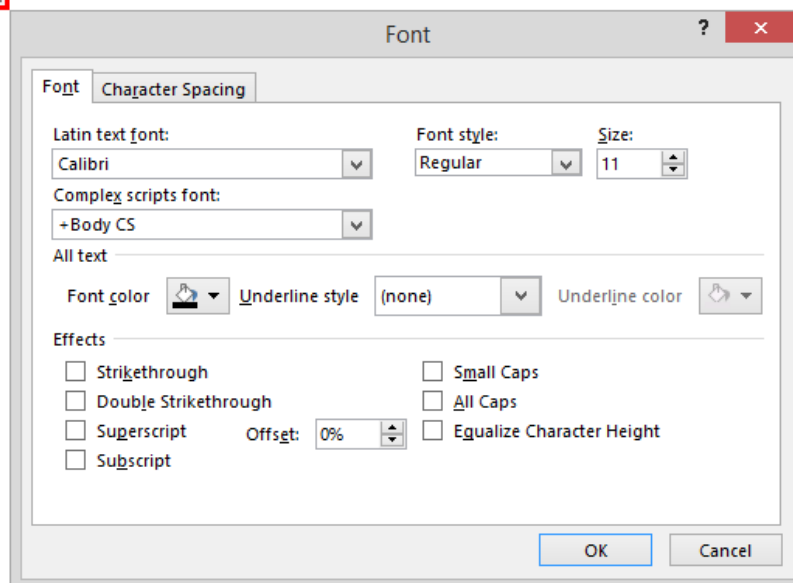 Font ?
Font Character Spacing
Latin text font: Font style: Size:
Calibri Regular 11
Complex scripts font:
+Body CS
All text
Font color Underline style (none) Underline color
Effects
Strikethrough Small Caps
Double Strikethrough All Caps
Superscript Offset: 0% Equalize Character Height
Subscript
OK Cancel